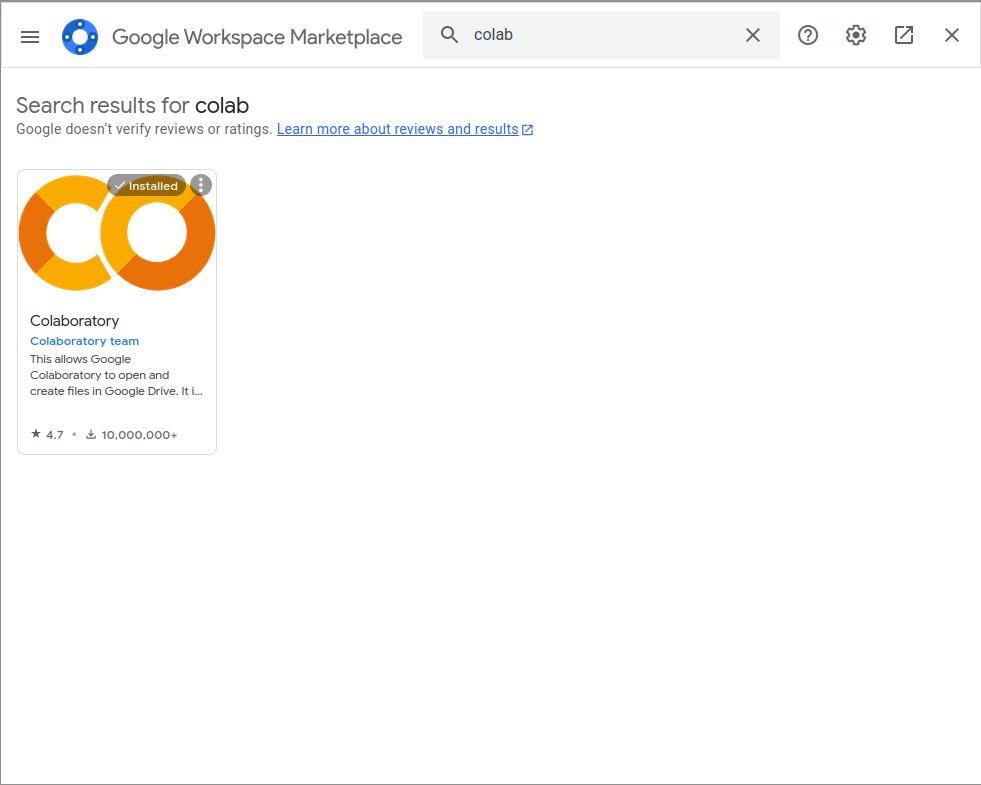 Google Workspace Marketplace
colab
Search results for colab
Google doesn’t verify reviews or ratings. Learn more about reviews and results
Installed
Colaboratory
Colaboratory team
This allows Google
Colaboratory to open and
create files in Google Drive. It i...
4.7 • 10,000,000+